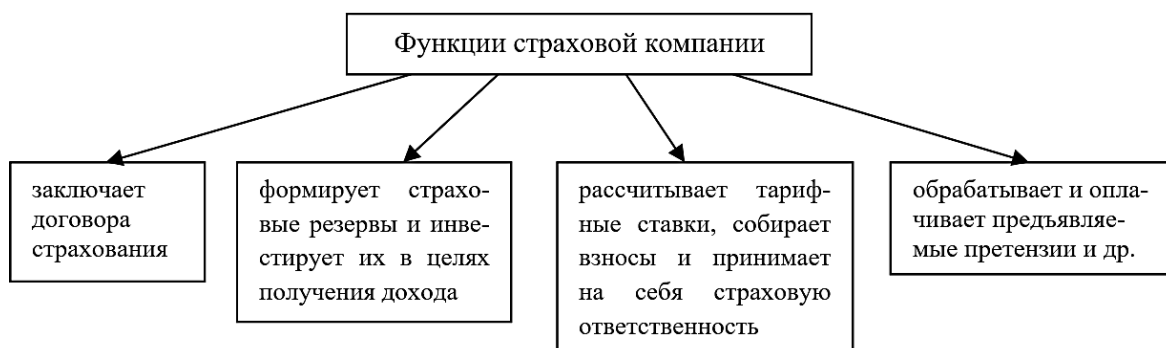 Функции страховой компании
заключает
договора
страхования
формирует страхо-
вые резервы и инве-
стирует их в целях
получения дохода
рассчитывает тариф-
ные ставки, собирает
взносы и принимает
на себя страховую
ответственность
обрабатывает и опла-
чивает предъявляе-
мые претензии и др.